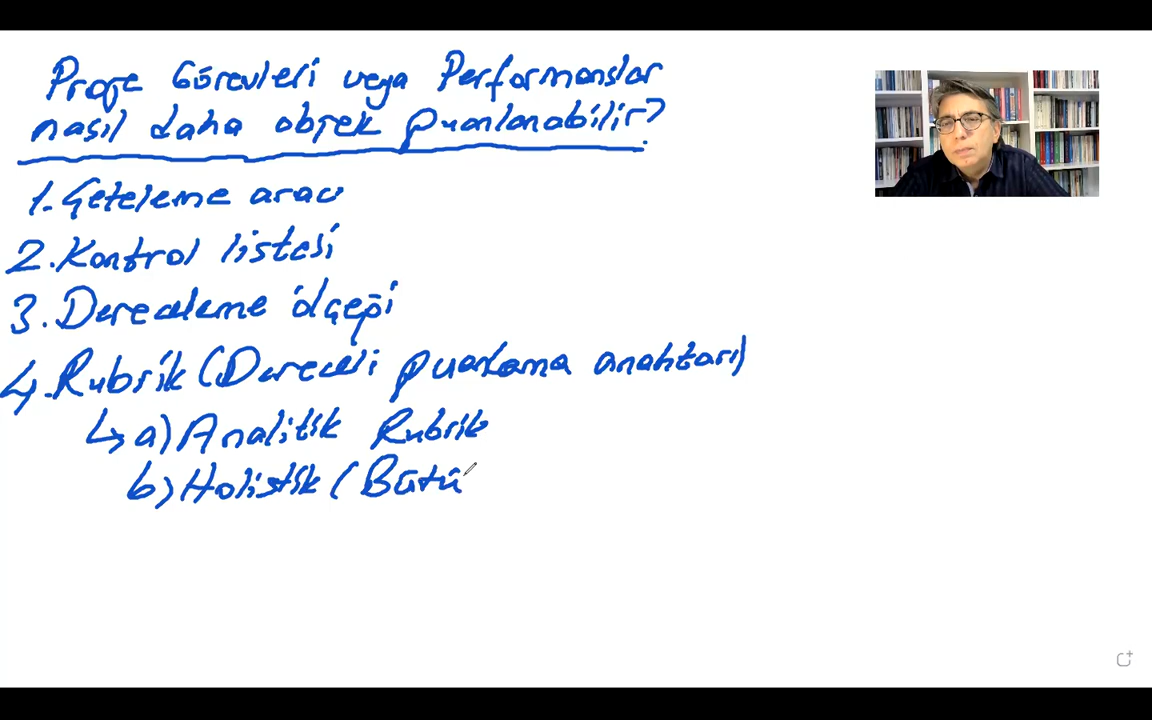 Proje Görevleri veya Performanslar
nasıl daha objek puanlanabilir?
1. Çeteleme aracı
2. Kontrol listesi
3. Dereceleme ölçeği
4. Rubrik (Dereceli puanlama anahtarı)
↳ a) Analitik Rubrik
b) Holistik (Bütü